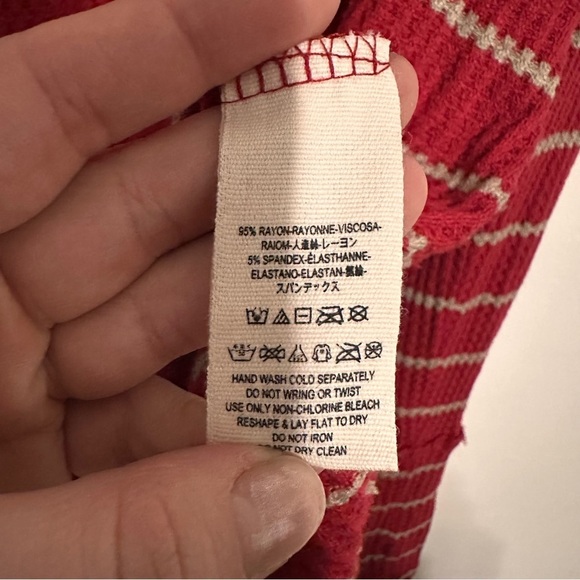 95% RAYON-RAYONNE-VISCOSA-
RAIOM-人造絲-レーヨン
5% SPANDEX-ÉLASTHANNE-
ELASTANO-ELASTAN-氨綸-
スパンデックス
HAND WASH COLD SEPARATELY
DO NOT WRING OR TWIST
USE ONLY NON-CHLORINE BLEACH
RESHAPE & LAY FLAT TO DRY
DO NOT IRON
DRY CLEAN